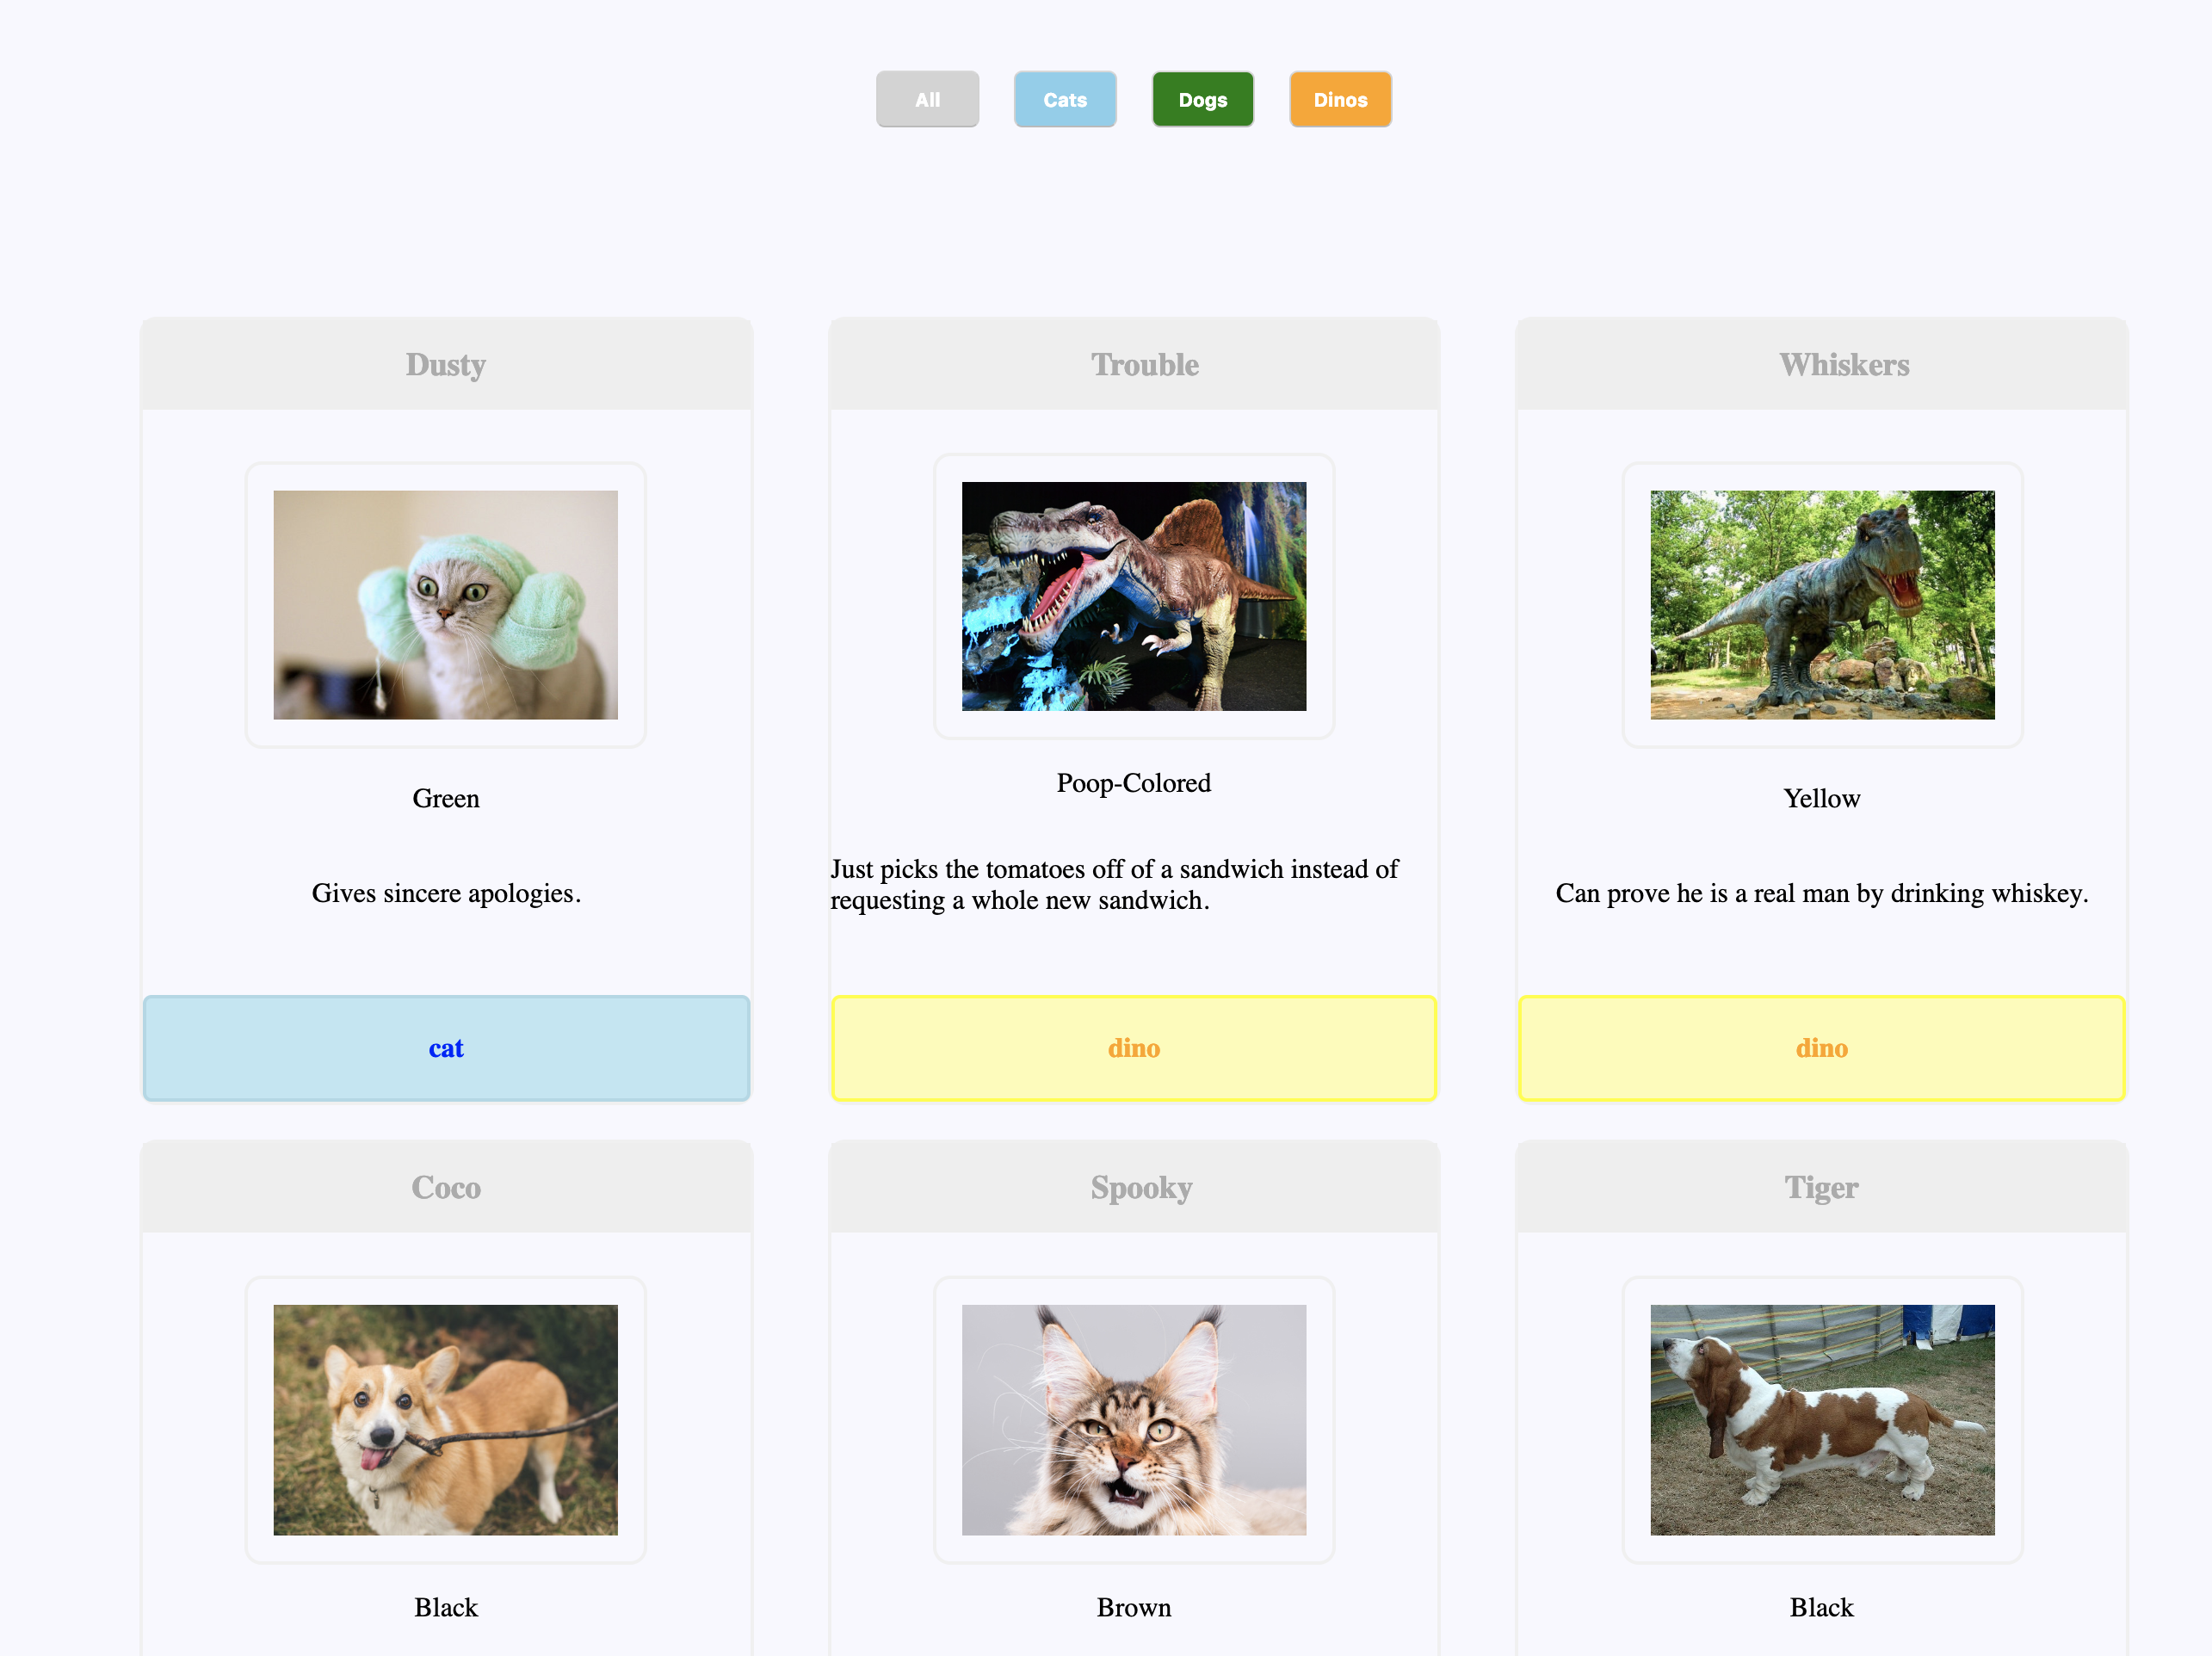 All Cats Dogs Dinos
Dusty
Trouble
Whiskers
Green
Poop-Colored
Yellow
Gives sincere apologies.
Just picks the tomatoes off of a sandwich instead of
requesting a whole new sandwich.
Can prove he is a real man by drinking whiskey.
cat
dino
dino
Coco
Spooky
Tiger
Black
Brown
Black